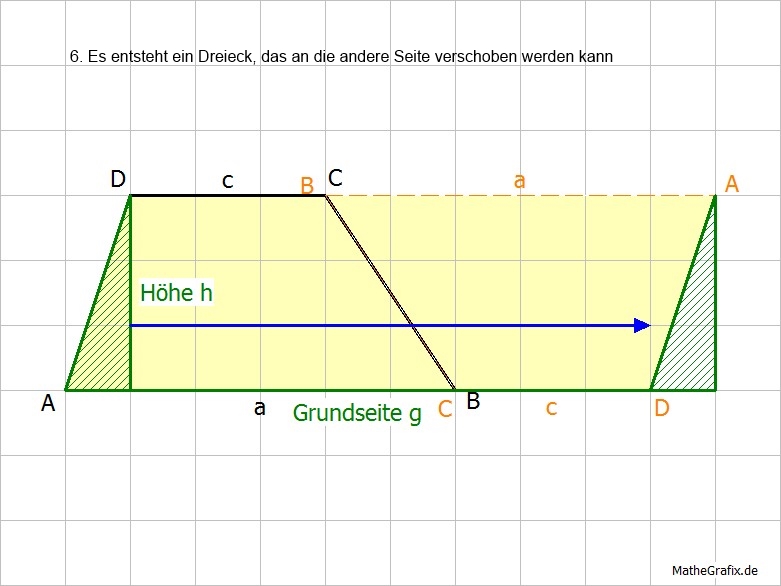 6. Es entsteht ein Dreieck, das an die andere Seite verschoben werden kann
D c B C a A
Höhe h
A a Grundseite g C B c D
MatheGrafix.de